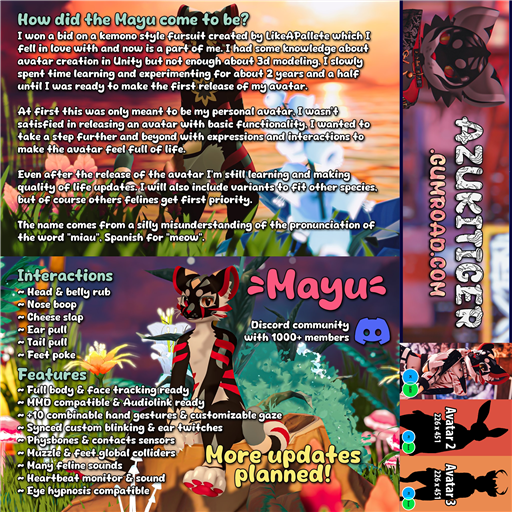 How did the Mayu come to be?
I won a bid on a kemono style fursuit created by LikeAPallete which I
fell in love with and now is a part of me. I had some knowledge about
avatar creation in Unity but not enough about 3d modeling. I slowly
spent time learning and experimenting for about 2 years and a half
until I was ready to make the first release of my avatar.
At first this was only meant to be my personal avatar. I wasn't
satisfied in releasing an avatar with basic functionality, I wanted to
take a step further and beyond with expressions and interactions to
make the avatar feel full of life.
Even after the release of the avatar I'm still learning and making
quality of life updates. I will also include variants to fit other species,
but of course others felines get first priority.
The name comes from a silly misunderstanding of the pronunciation of
the word "miau". Spanish for "meow".
Interactions
~ Head & belly rub
~ Nose boop
~ Cheese slap
~ Ear pull
~ Tail pull
~ Feet poke
Features
~ Full body & face tracking ready
~ MMD compatible & Audiolink ready
~ +10 combinable hand gestures & customizable gaze
~ Synced custom blinking & ear twitches
~ Physbones & contacts sensors
~ Muzzle & feet global colliders
~ Many feline sounds
~ Heartbeat monitor & sound
~ Eye hypnosis compatible
Mayu
Discord community
with 1000+ members
More updates
planned!
AZUKITIGER
.GUMROAD.COM
Avatar 2
226 x 451
Avatar 3
226 x 451